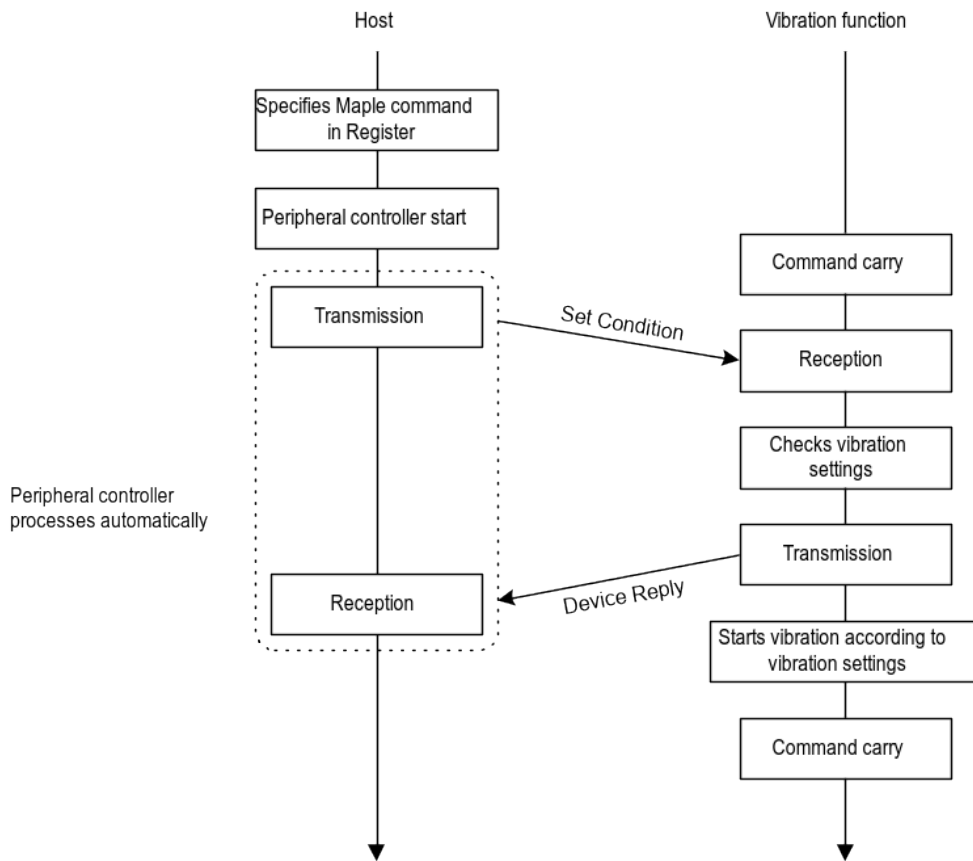 Host
Vibration function
Specifies Maple command
in Register
Peripheral controller start
Command carry
Transmission
Set Condition
Reception
Checks vibration
settings
Peripheral controller
processes automatically
Transmission
Device Reply
Reception
Starts vibration according to
vibration settings
Command carry